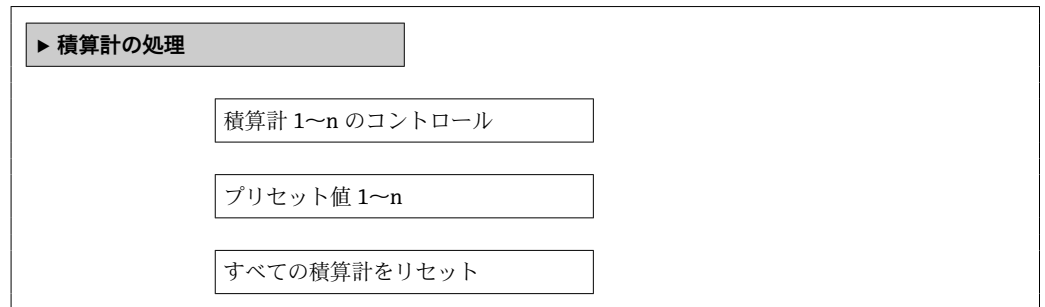 ▶ 積算計の処理
積算計 1～n のコントロール
プリセット値 1～n
すべての積算計をリセット